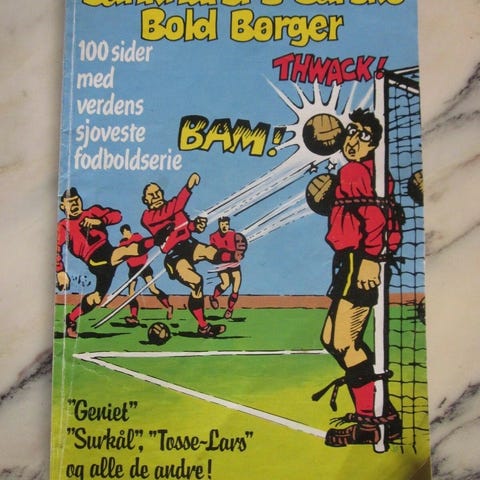 Bold Børger
100 sider
med
verdens
sjoveste
fodboldserie
THWACK!
BAM!
"Geniet"
"Surkål", "Tosse-Lars"
og alle de andre!